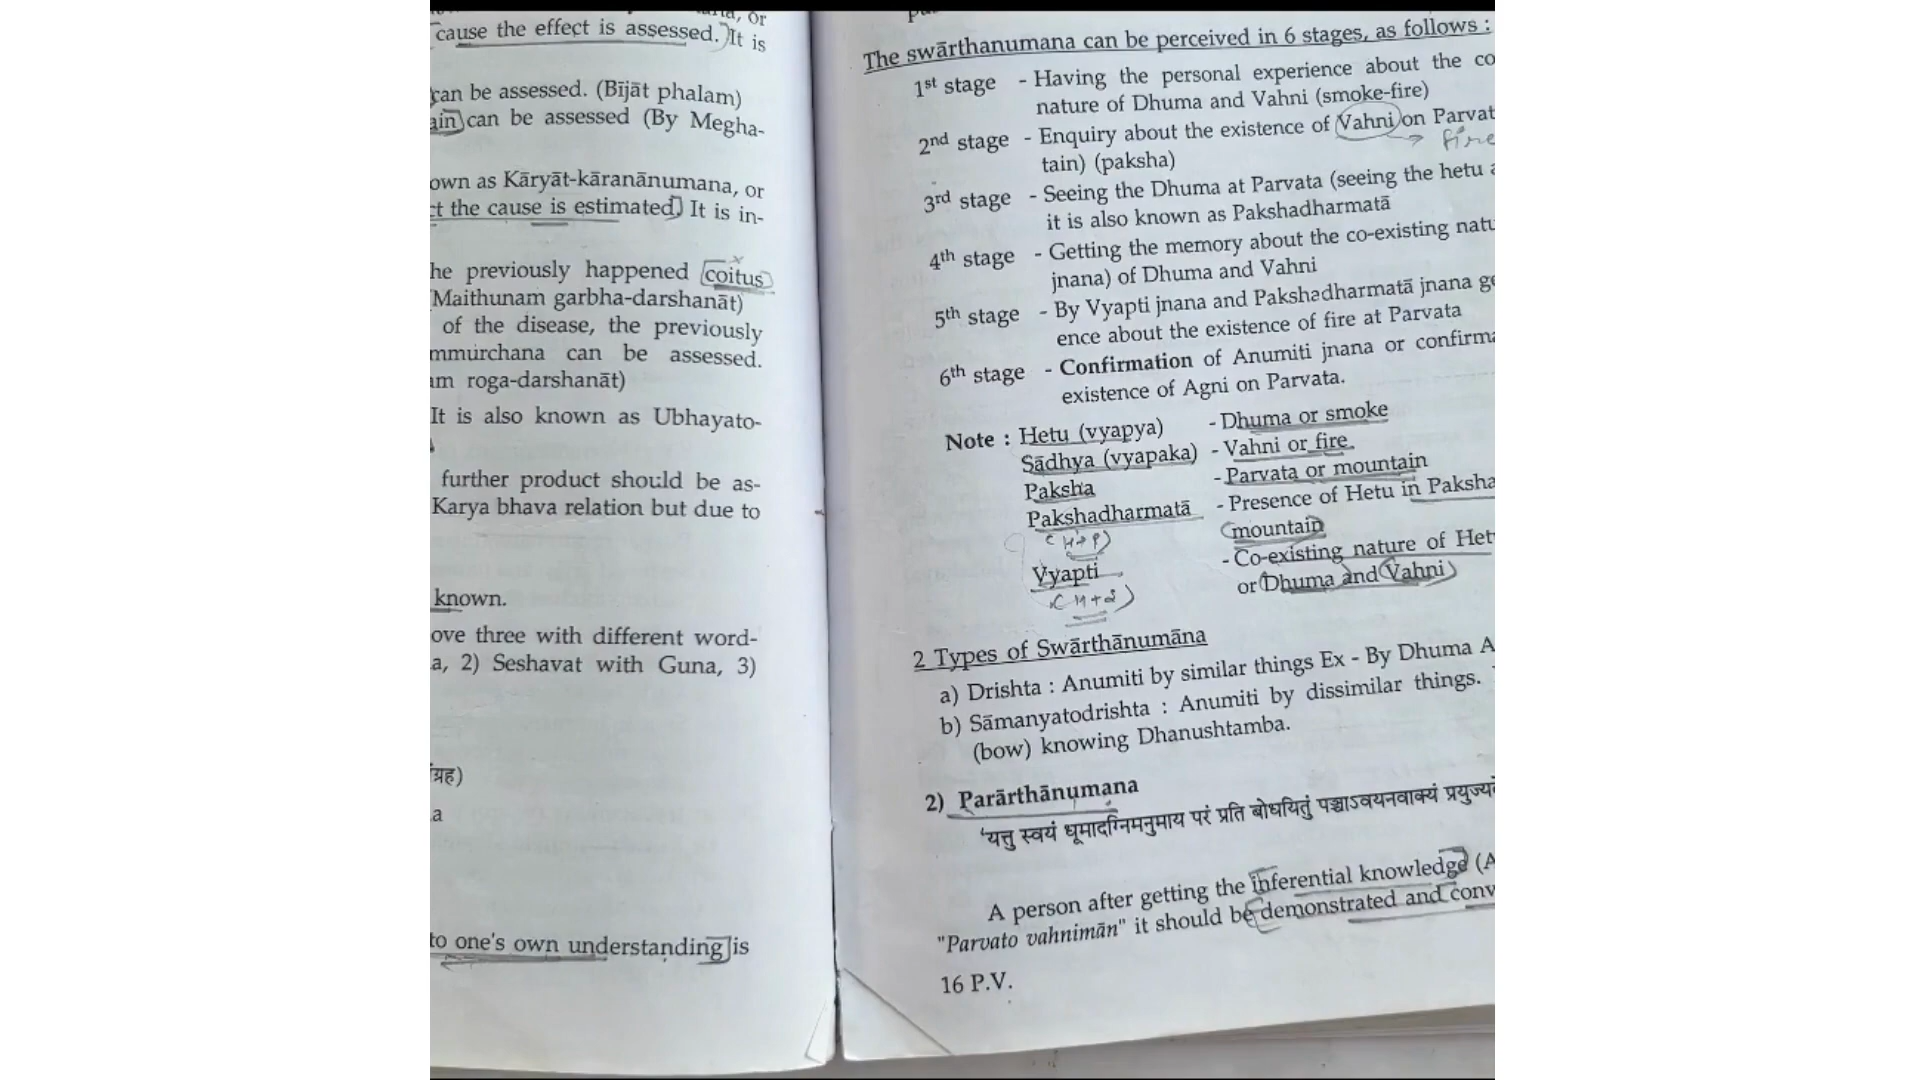 cause the effect is assessed. It is
can be assessed. (Bījāt phalam)
ain can be assessed (By Megha-
own as Kāryāt-kāranānumana, or
ct the cause is estimated) It is in-
he previously happened coitus
(Maithunam garbha-darshanāt)
of the disease, the previously
mmurchana can be assessed.
am roga-darshanāt)
It is also known as Ubhayato-
further product should be as-
Karya bhava relation but due to
known.
ove three with different word-
a, 2) Seshavat with Guna, 3)
ग्रह)
a
to one's own understanding is
The swārthanumana can be perceived in 6 stages, as follows :
1st stage - Having the personal experience about the co
nature of Dhuma and Vahni (smoke-fire)
2nd stage - Enquiry about the existence of Vahni on Parvat
→ fire
tain) (paksha)
3rd stage - Seeing the Dhuma at Parvata (seeing the hetu
it is also known as Pakshadharmatā
4th stage - Getting the memory about the co-existing natu
jnana) of Dhuma and Vahni
5th stage - By Vyapti jnana and Pakshadharmatā jnana ge
ence about the existence of fire at Parvata
6th stage - Confirmation of Anumiti jnana or confirma
existence of Agni on Parvata.
Note : Hetu (vyapya) - Dhuma or smoke
Sādhya (vyapaka) - Vahni or fire
Paksha - Parvata or mountain
Pakshadharmatā - Presence of Hetu in Paksha
(H+P) mountain
Vyapti - Co-existing nature of Het
or Dhuma and Vahni)
2 Types of Swārthānumāna
a) Drishta : Anumiti by similar things Ex - By Dhuma A
b) Sāmanyatodrishta : Anumiti by dissimilar things.
(bow) knowing Dhanushtamba.
2) Parārthānumana
'यत्तु स्वयं धूमादग्निमनुमाय परं प्रति बोधयितुं पञ्चाऽवयनवाक्यं प्रयुज्यते
A person after getting the inferential knowledge (A
"Parvato vahnimān" it should be demonstrated and conv
16 P.V.